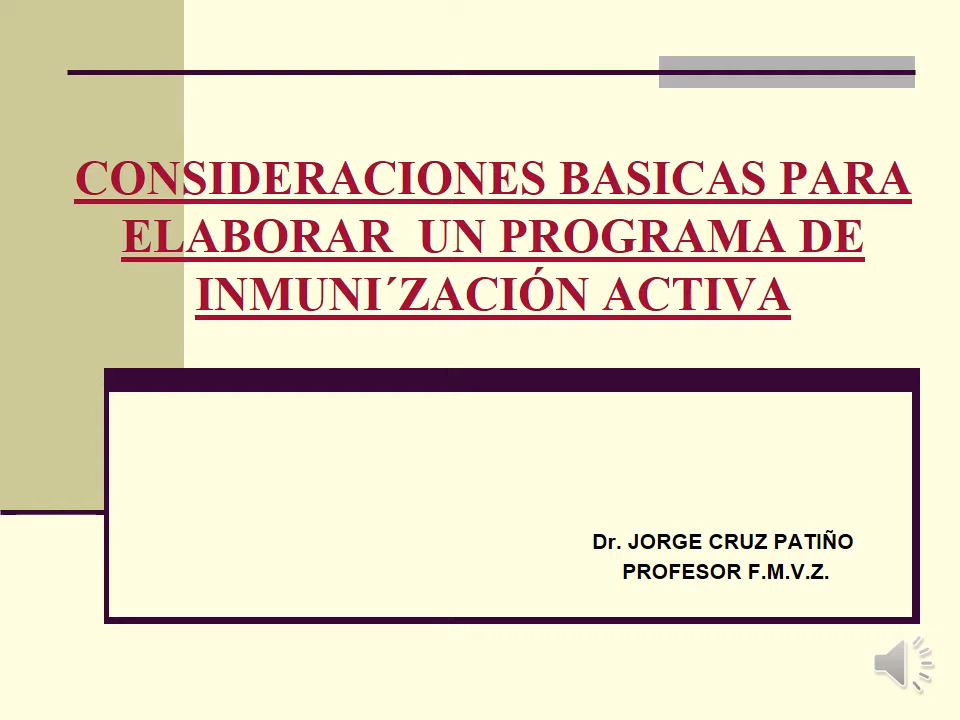 CONSIDERACIONES BASICAS PARA
ELABORAR  UN PROGRAMA DE
INMUNI´ZACIÓN ACTIVA
Dr. JORGE CRUZ PATIÑO
PROFESOR F.M.V.Z.